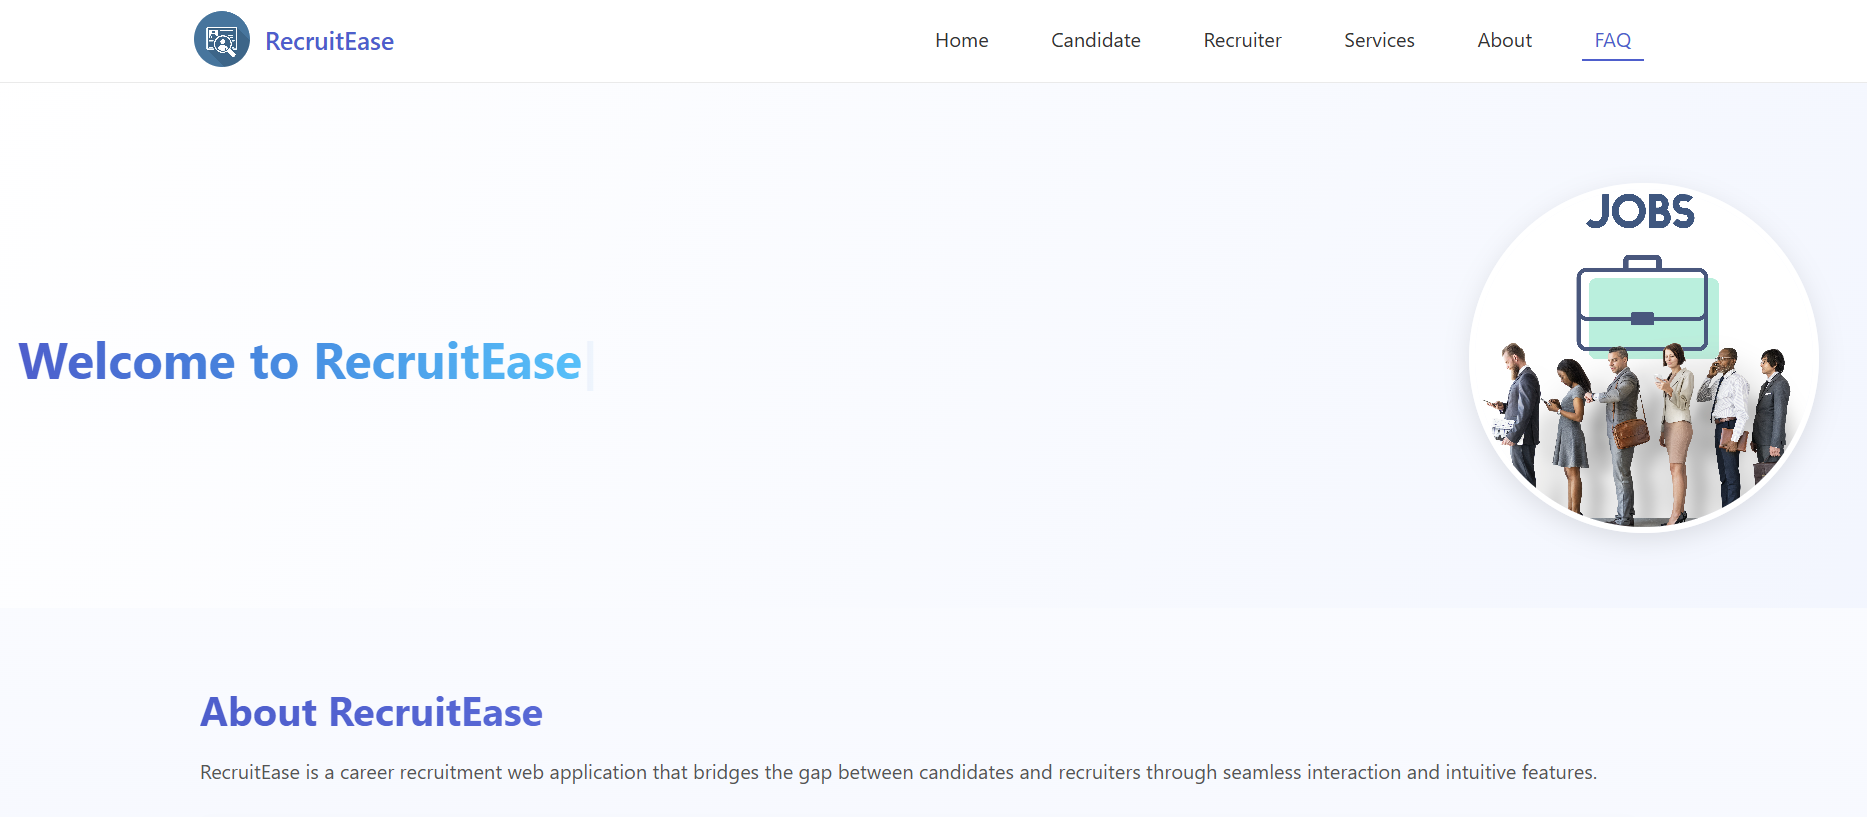 RecruitEase
Home Candidate Recruiter Services About FAQ
JOBS
Welcome to RecruitEase
About RecruitEase
RecruitEase is a career recruitment web application that bridges the gap between candidates and recruiters through seamless interaction and intuitive features.